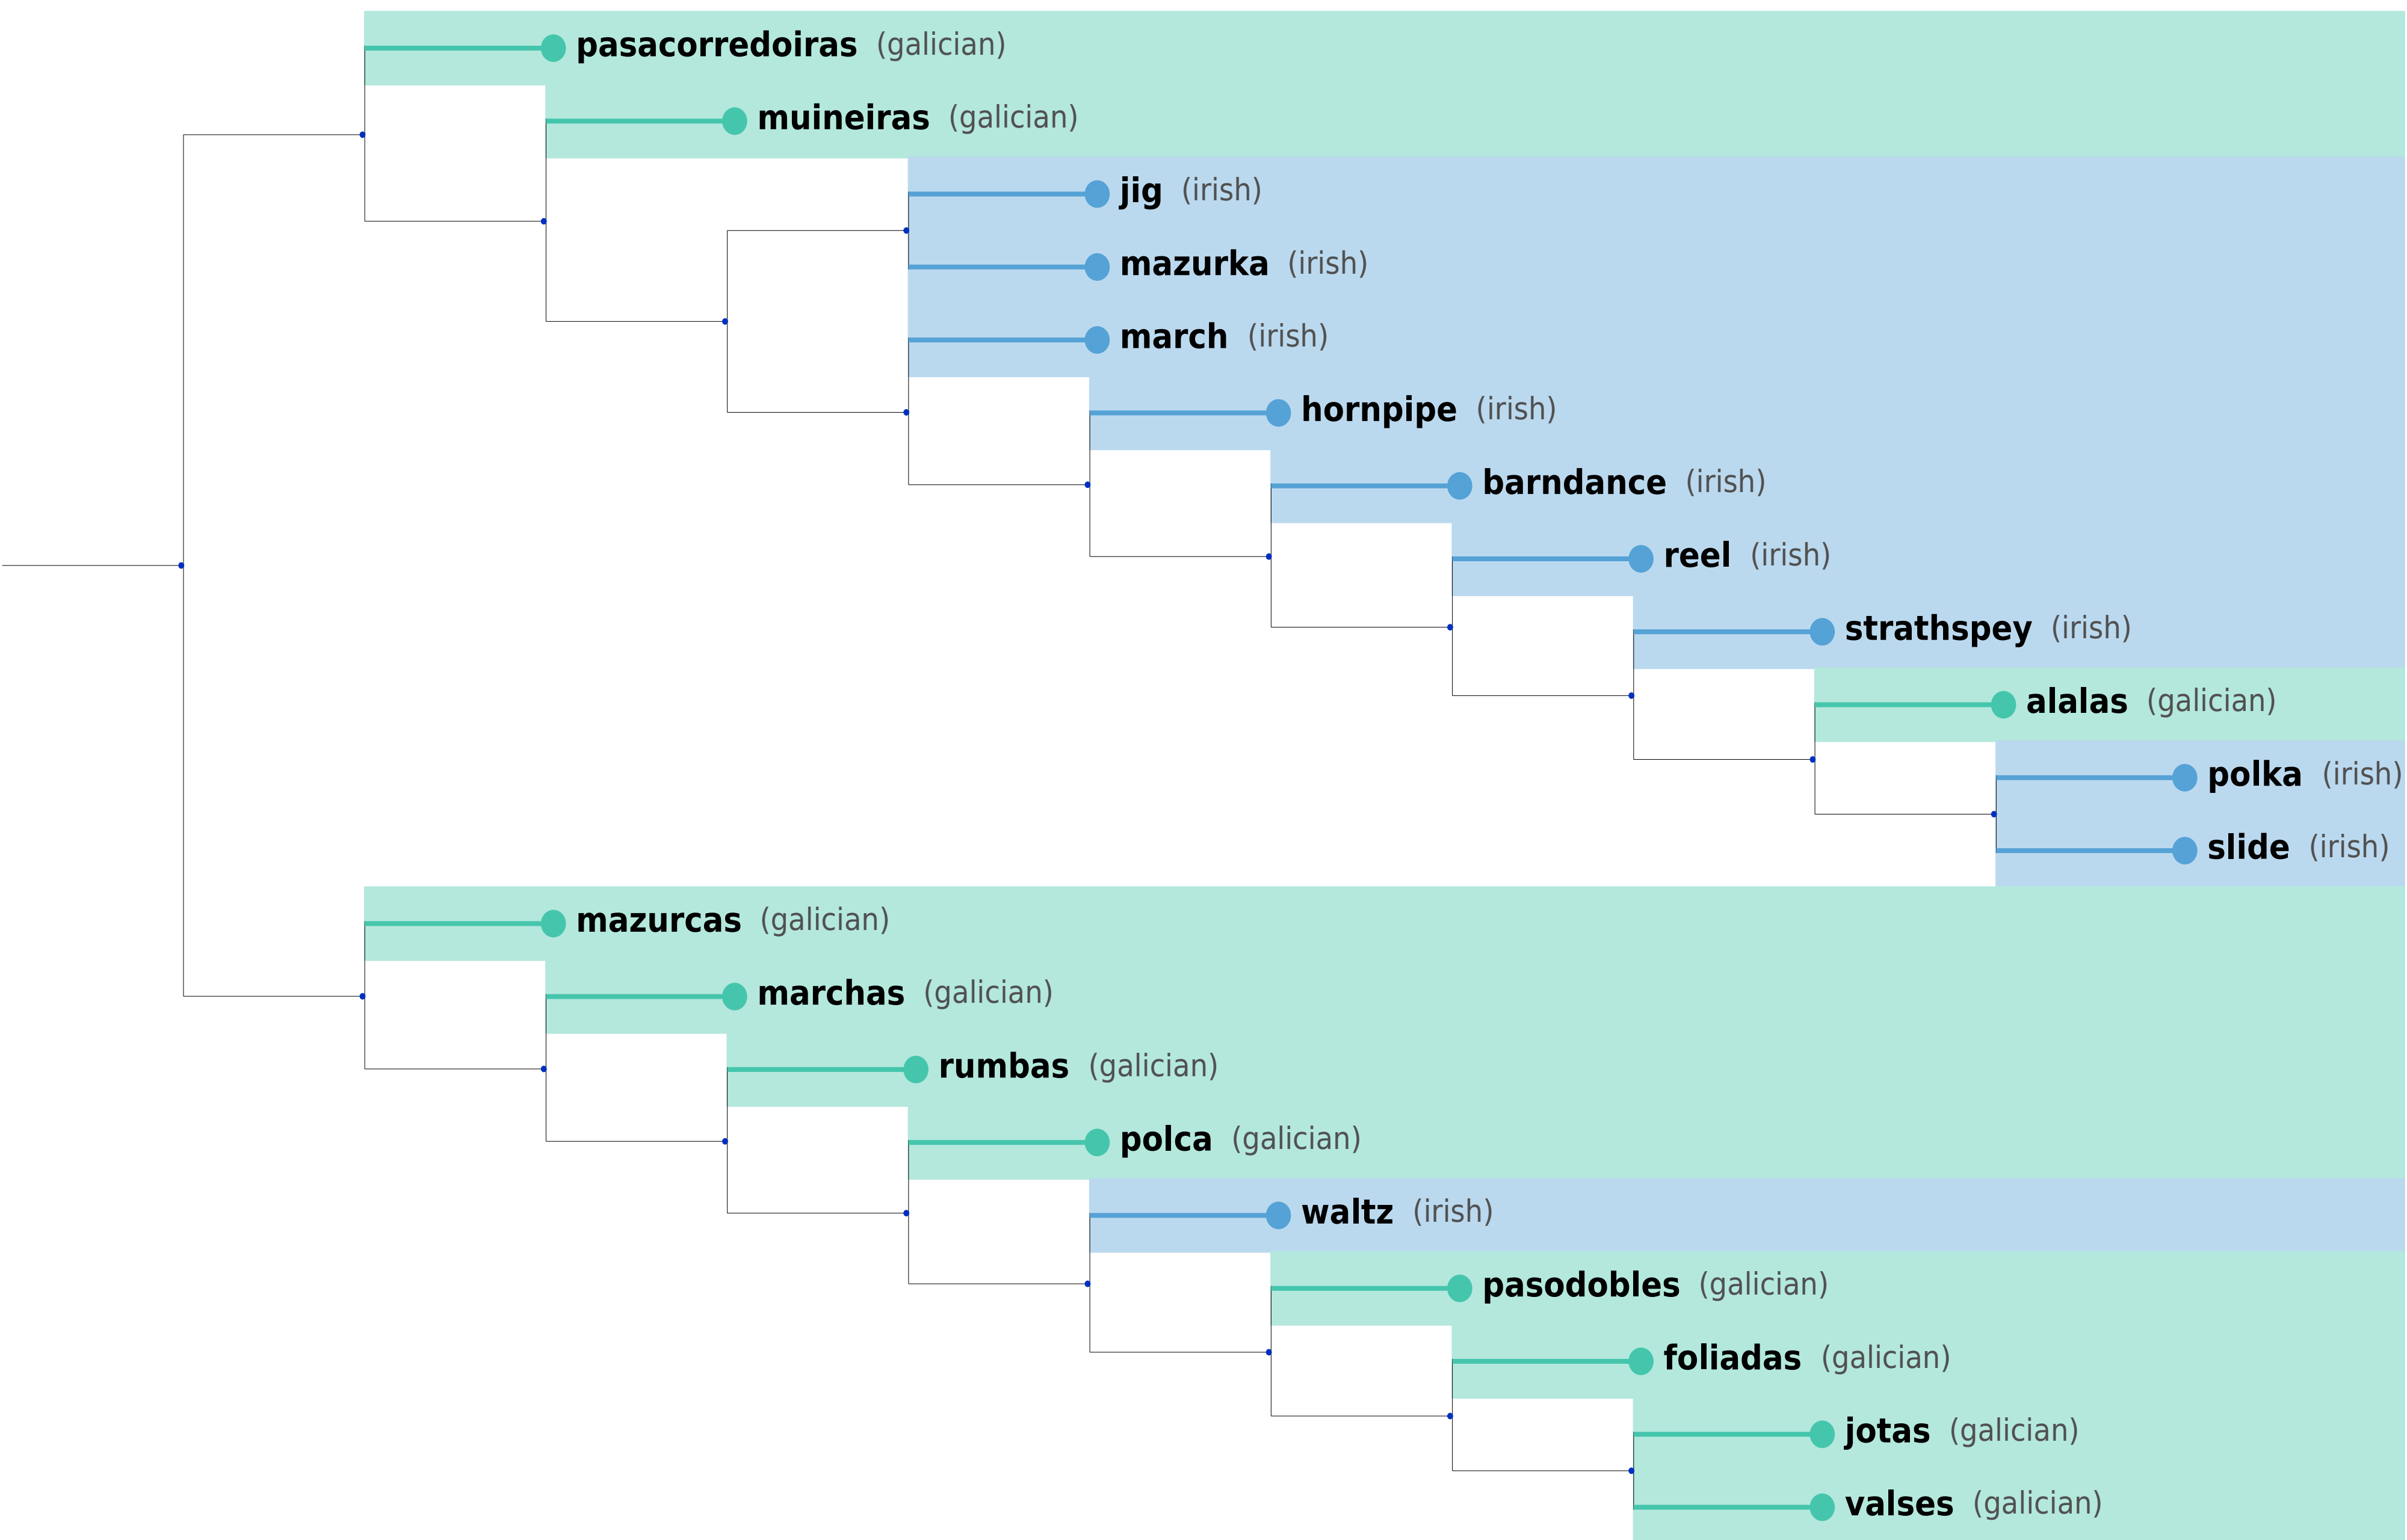 pasacorredoiras (galician)
muineiras (galician)
jig (irish)
mazurka (irish)
march (irish)
hornpipe (irish)
barndance (irish)
reel (irish)
strathspey (irish)
alalas (galician)
polka (irish)
slide (irish)
mazurcas (galician)
marchas (galician)
rumbas (galician)
polca (galician)
waltz (irish)
pasodobles (galician)
foliadas (galician)
jotas (galician)
valses (galician)